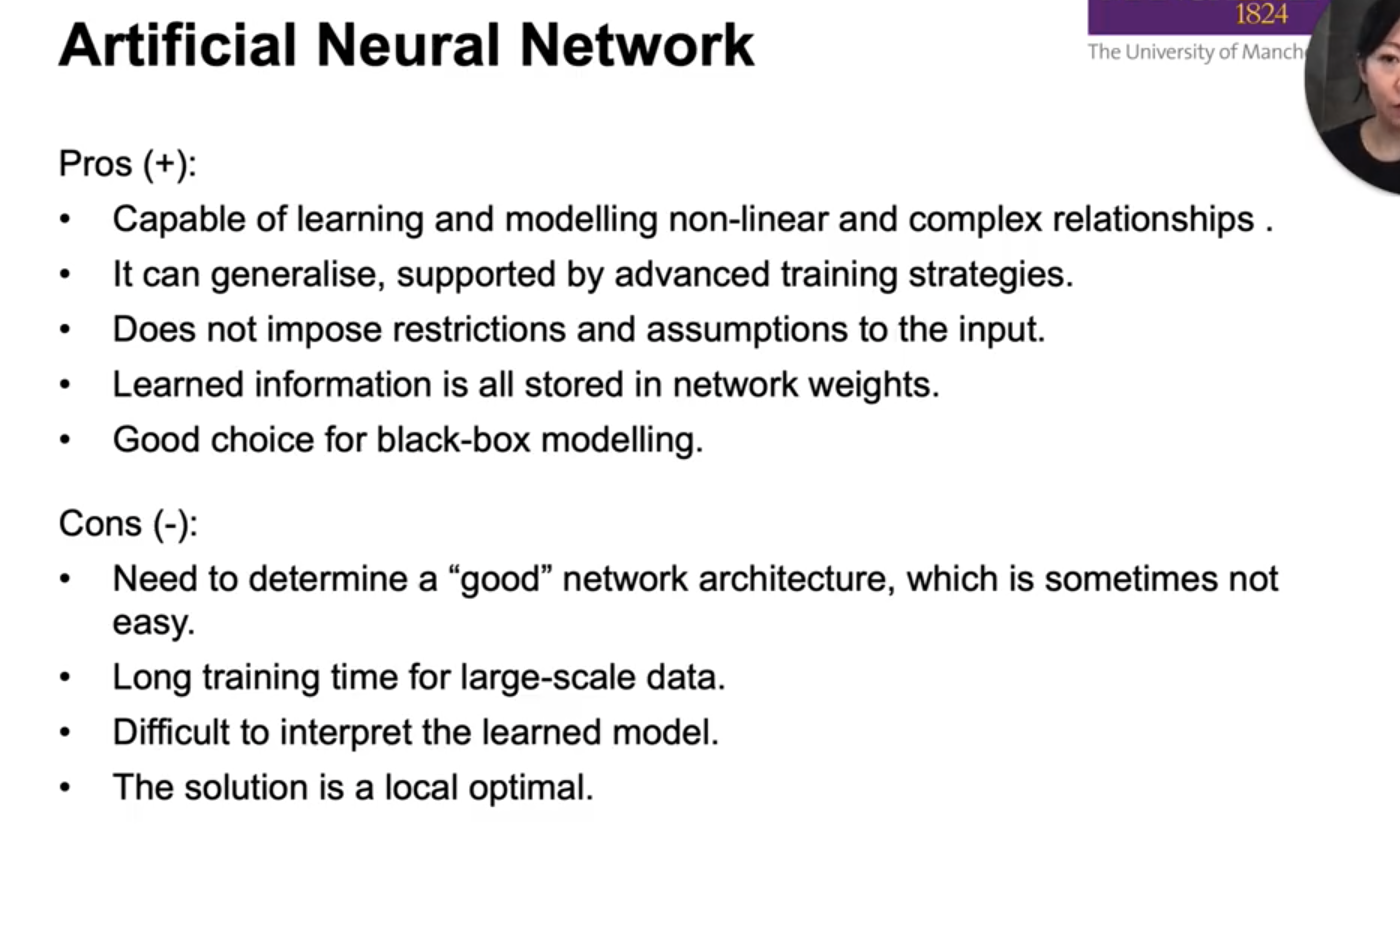 Artificial Neural Network
1824
The University of Manch
Pros (+):
• Capable of learning and modelling non-linear and complex relationships .
• It can generalise, supported by advanced training strategies.
• Does not impose restrictions and assumptions to the input.
• Learned information is all stored in network weights.
• Good choice for black-box modelling.
Cons (-):
• Need to determine a “good” network architecture, which is sometimes not
easy.
• Long training time for large-scale data.
• Difficult to interpret the learned model.
• The solution is a local optimal.